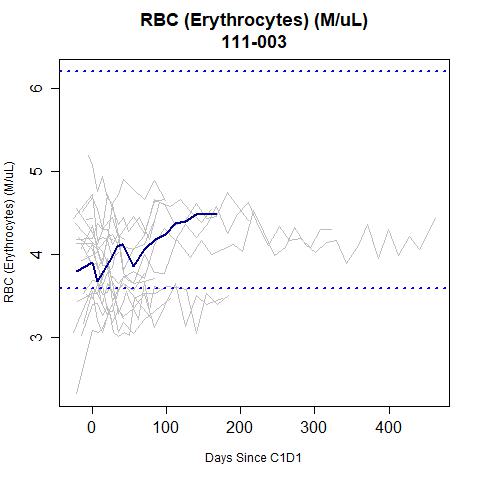 RBC (Erythrocytes) (M/uL)
111-003
RBC (Erythrocytes) (M/uL)
6
5
4
3
0 100 200 300 400
Days Since C1D1